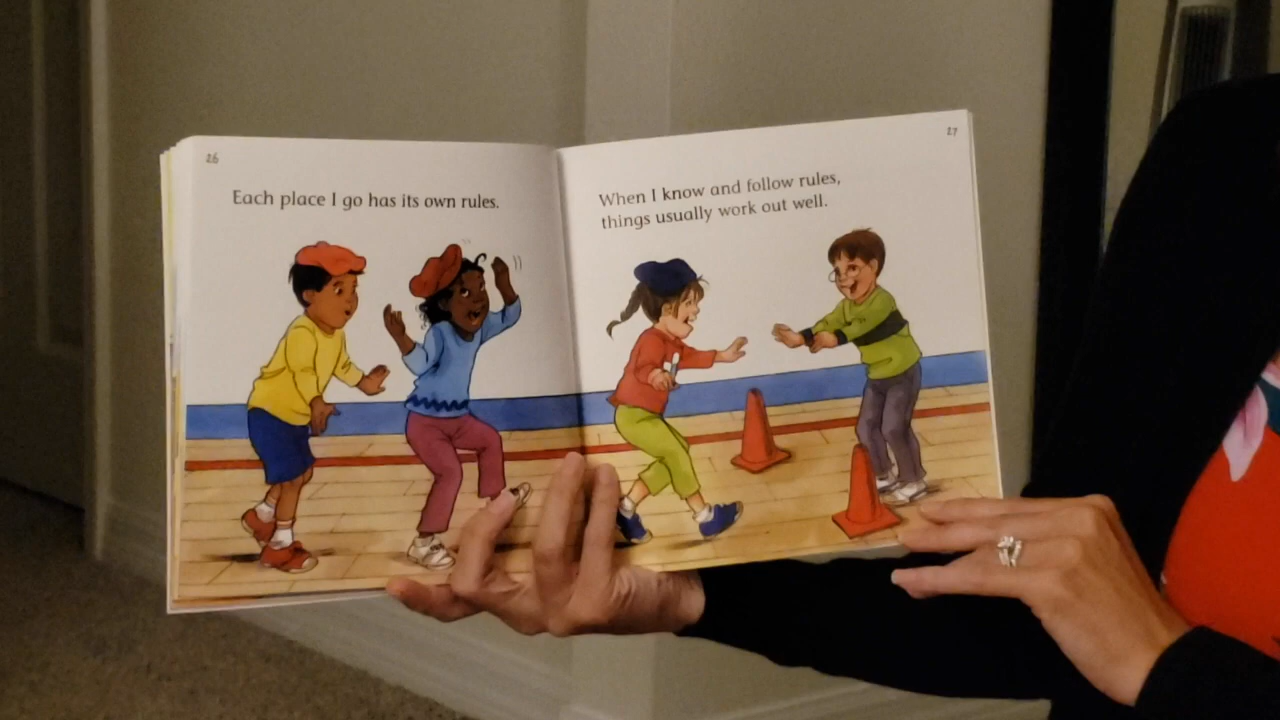 26
Each place I go has its own rules.
27
When I know and follow rules,
things usually work out well.